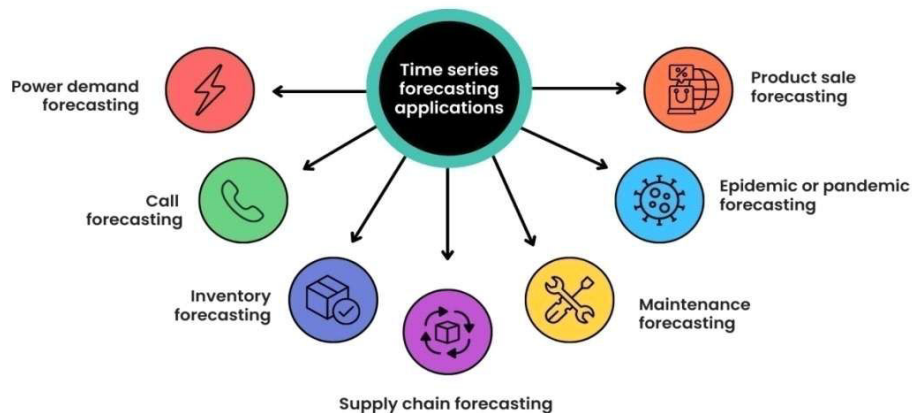 Time series
forecasting
applications
Power demand
forecasting
Call
forecasting
Inventory
forecasting
Supply chain forecasting
Maintenance
forecasting
Epidemic or pandemic
forecasting
Product sale
forecasting
%